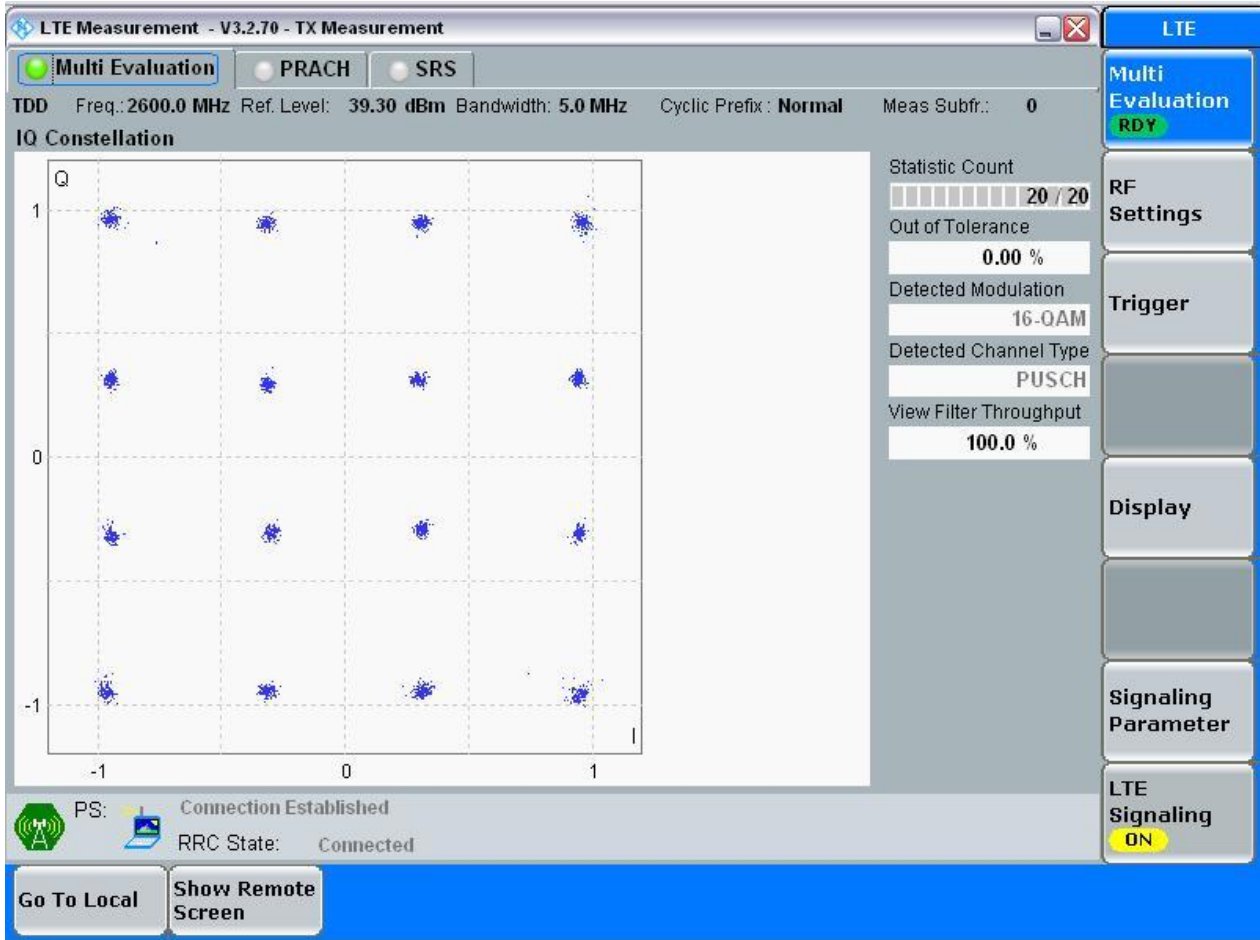 LTE Measurement - V3.2.70 - TX Measurement
LTE
Multi Evaluation PRACH SRS
TDD Freq.: 2600.0 MHz Ref. Level: 39.30 dBm Bandwidth: 5.0 MHz Cyclic Prefix : Normal Meas Subfr.: 0
IQ Constellation
Q
1
0
-1
-1 0 1
I
Statistic Count
20 / 20
Out of Tolerance
0.00 %
Detected Modulation
16-QAM
Detected Channel Type
PUSCH
View Filter Throughput
100.0 %
Multi
Evaluation
RDY
RF
Settings
Trigger
Display
Signaling
Parameter
LTE
Signaling
ON
PS: Connection Established
RRC State: Connected
Go To Local
Show Remote
Screen